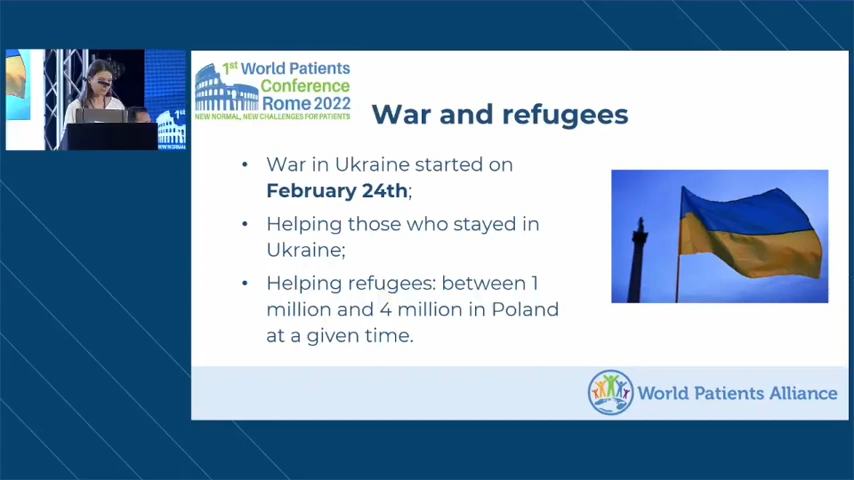 1st World Patients
Conference
Rome 2022
NEW NORMAL, NEW CHALLENGES FOR PATIENTS
War and refugees
• War in Ukraine started on
February 24th;
• Helping those who stayed in
Ukraine;
• Helping refugees: between 1
million and 4 million in Poland
at a given time.
World Patients Alliance